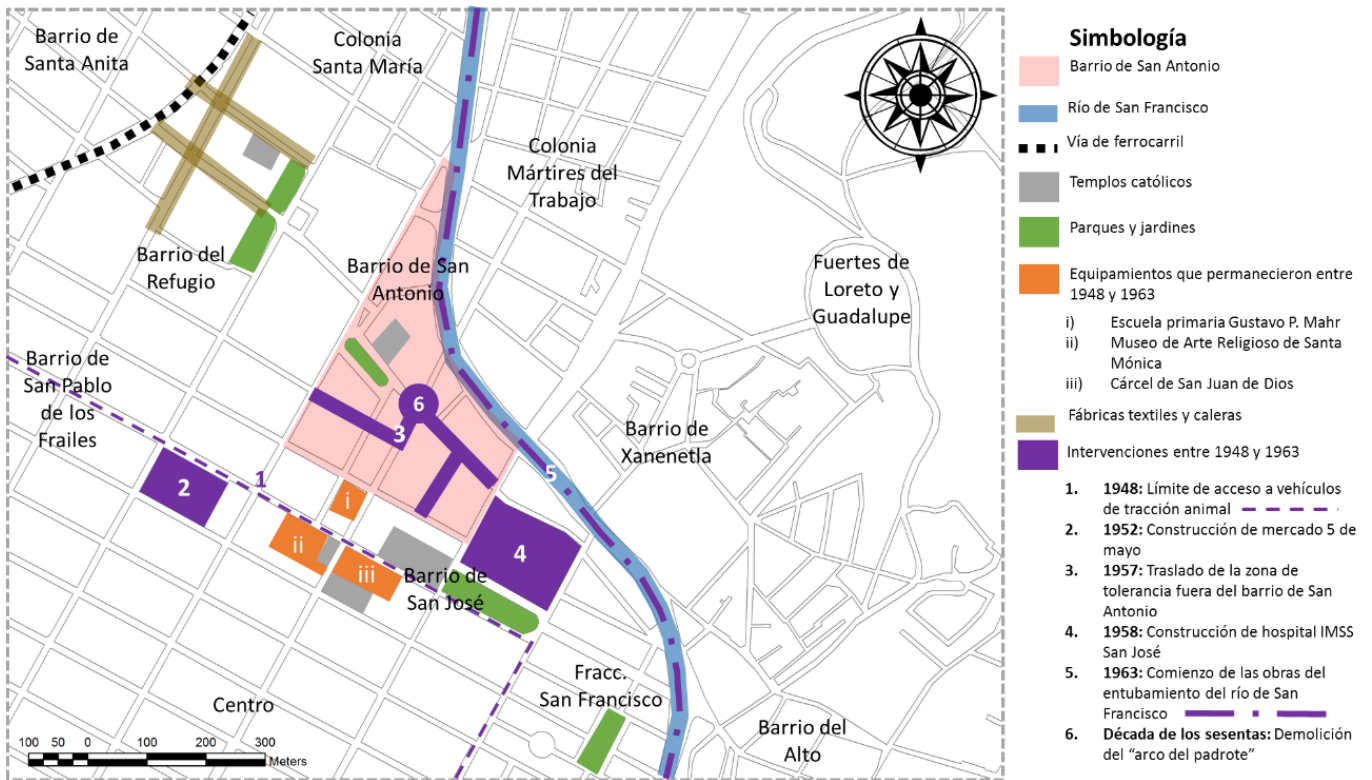 Barrio de
Santa Anita
Colonia
Santa María
Colonia
Mártires del
Trabajo
Barrio del
Refugio
Barrio de San
Antonio
Fuertes de
Loreto y
Guadalupe
Barrio de
San Pablo
de los
Frailes
6
3
Barrio de
Xanenetla
5
1
2
i
4
ii
iii
Barrio de
San José
Fracc.
San Francisco
Centro
Barrio del
Alto
100 50 0 100 200 300
Meters
Simbología
Barrio de San Antonio
Río de San Francisco
Vía de ferrocarril
Templos católicos
Parques y jardines
Equipamientos que permanecieron entre
1948 y 1963
i) Escuela primaria Gustavo P. Mahr
ii) Museo de Arte Religioso de Santa
Mónica
iii) Cárcel de San Juan de Dios
Fábricas textiles y caleras
Intervenciones entre 1948 y 1963
1. 1948: Límite de acceso a vehículos
de tracción animal
2. 1952: Construcción de mercado 5 de
mayo
3. 1957: Traslado de la zona de
tolerancia fuera del barrio de San
Antonio
4. 1958: Construcción de hospital IMSS
San José
5. 1963: Comienzo de las obras del
entubamiento del río de San
Francisco
6. Década de los sesentas: Demolición
del “arco del padrote”